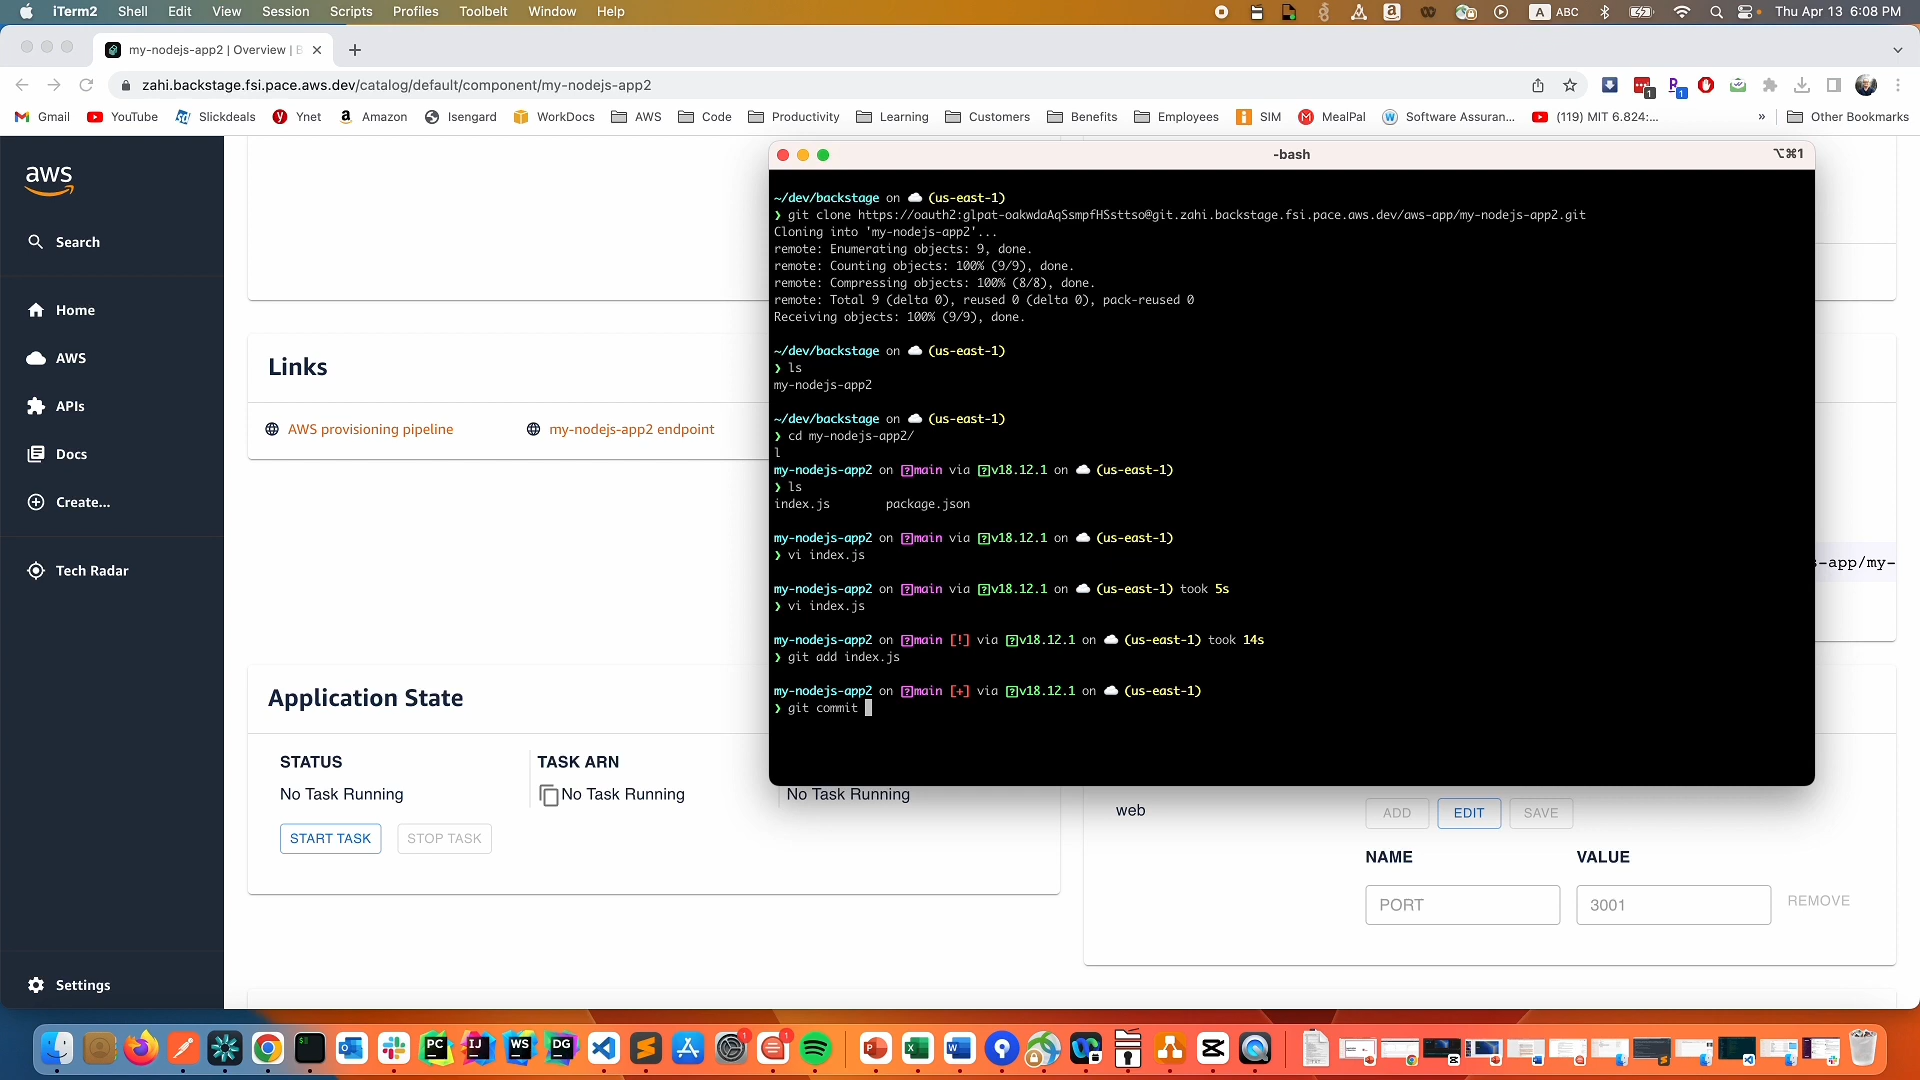 iTerm2 Shell Edit View Session Scripts Profiles Toolbelt Window Help
A ABC Thu Apr 13 6:08 PM
my-nodejs-app2 | Overview | B
zahi.backstage.fsi.pace.aws.dev/catalog/default/component/my-nodejs-app2
Gmail YouTube Slickdeals Ynet Amazon Isengard WorkDocs AWS Code Productivity Learning Customers Benefits Employees SIM MealPal Software Assuran... (119) MIT 6.824:... » Other Bookmarks
aws
Search
Home
AWS
APIs
Docs
Create...
Tech Radar
Settings
Links
AWS provisioning pipeline my-nodejs-app2 endpoint
Application State
STATUS
No Task Running
START TASK STOP TASK
TASK ARN
No Task Running
No Task Running
-bash ⌥⌘1
~/dev/backstage on (us-east-1)
❯ git clone https://oauth2:glpat-oakwdaAqSsmpfHSsttso@git.zahi.backstage.fsi.pace.aws.dev/aws-app/my-nodejs-app2.git
Cloning into 'my-nodejs-app2'...
remote: Enumerating objects: 9, done.
remote: Counting objects: 100% (9/9), done.
remote: Compressing objects: 100% (8/8), done.
remote: Total 9 (delta 0), reused 0 (delta 0), pack-reused 0
Receiving objects: 100% (9/9), done.
~/dev/backstage on (us-east-1)
❯ ls
my-nodejs-app2
~/dev/backstage on (us-east-1)
❯ cd my-nodejs-app2/
l
my-nodejs-app2 on main via v18.12.1 on (us-east-1)
❯ ls
index.js package.json
my-nodejs-app2 on main via v18.12.1 on (us-east-1)
❯ vi index.js
my-nodejs-app2 on main via v18.12.1 on (us-east-1) took 5s
❯ vi index.js
my-nodejs-app2 on main [!] via v18.12.1 on (us-east-1) took 14s
❯ git add index.js
my-nodejs-app2 on main [+] via v18.12.1 on (us-east-1)
❯ git commit
s-app/my-
web ADD EDIT SAVE
NAME VALUE
PORT 3001 REMOVE
PC IJ WS DG